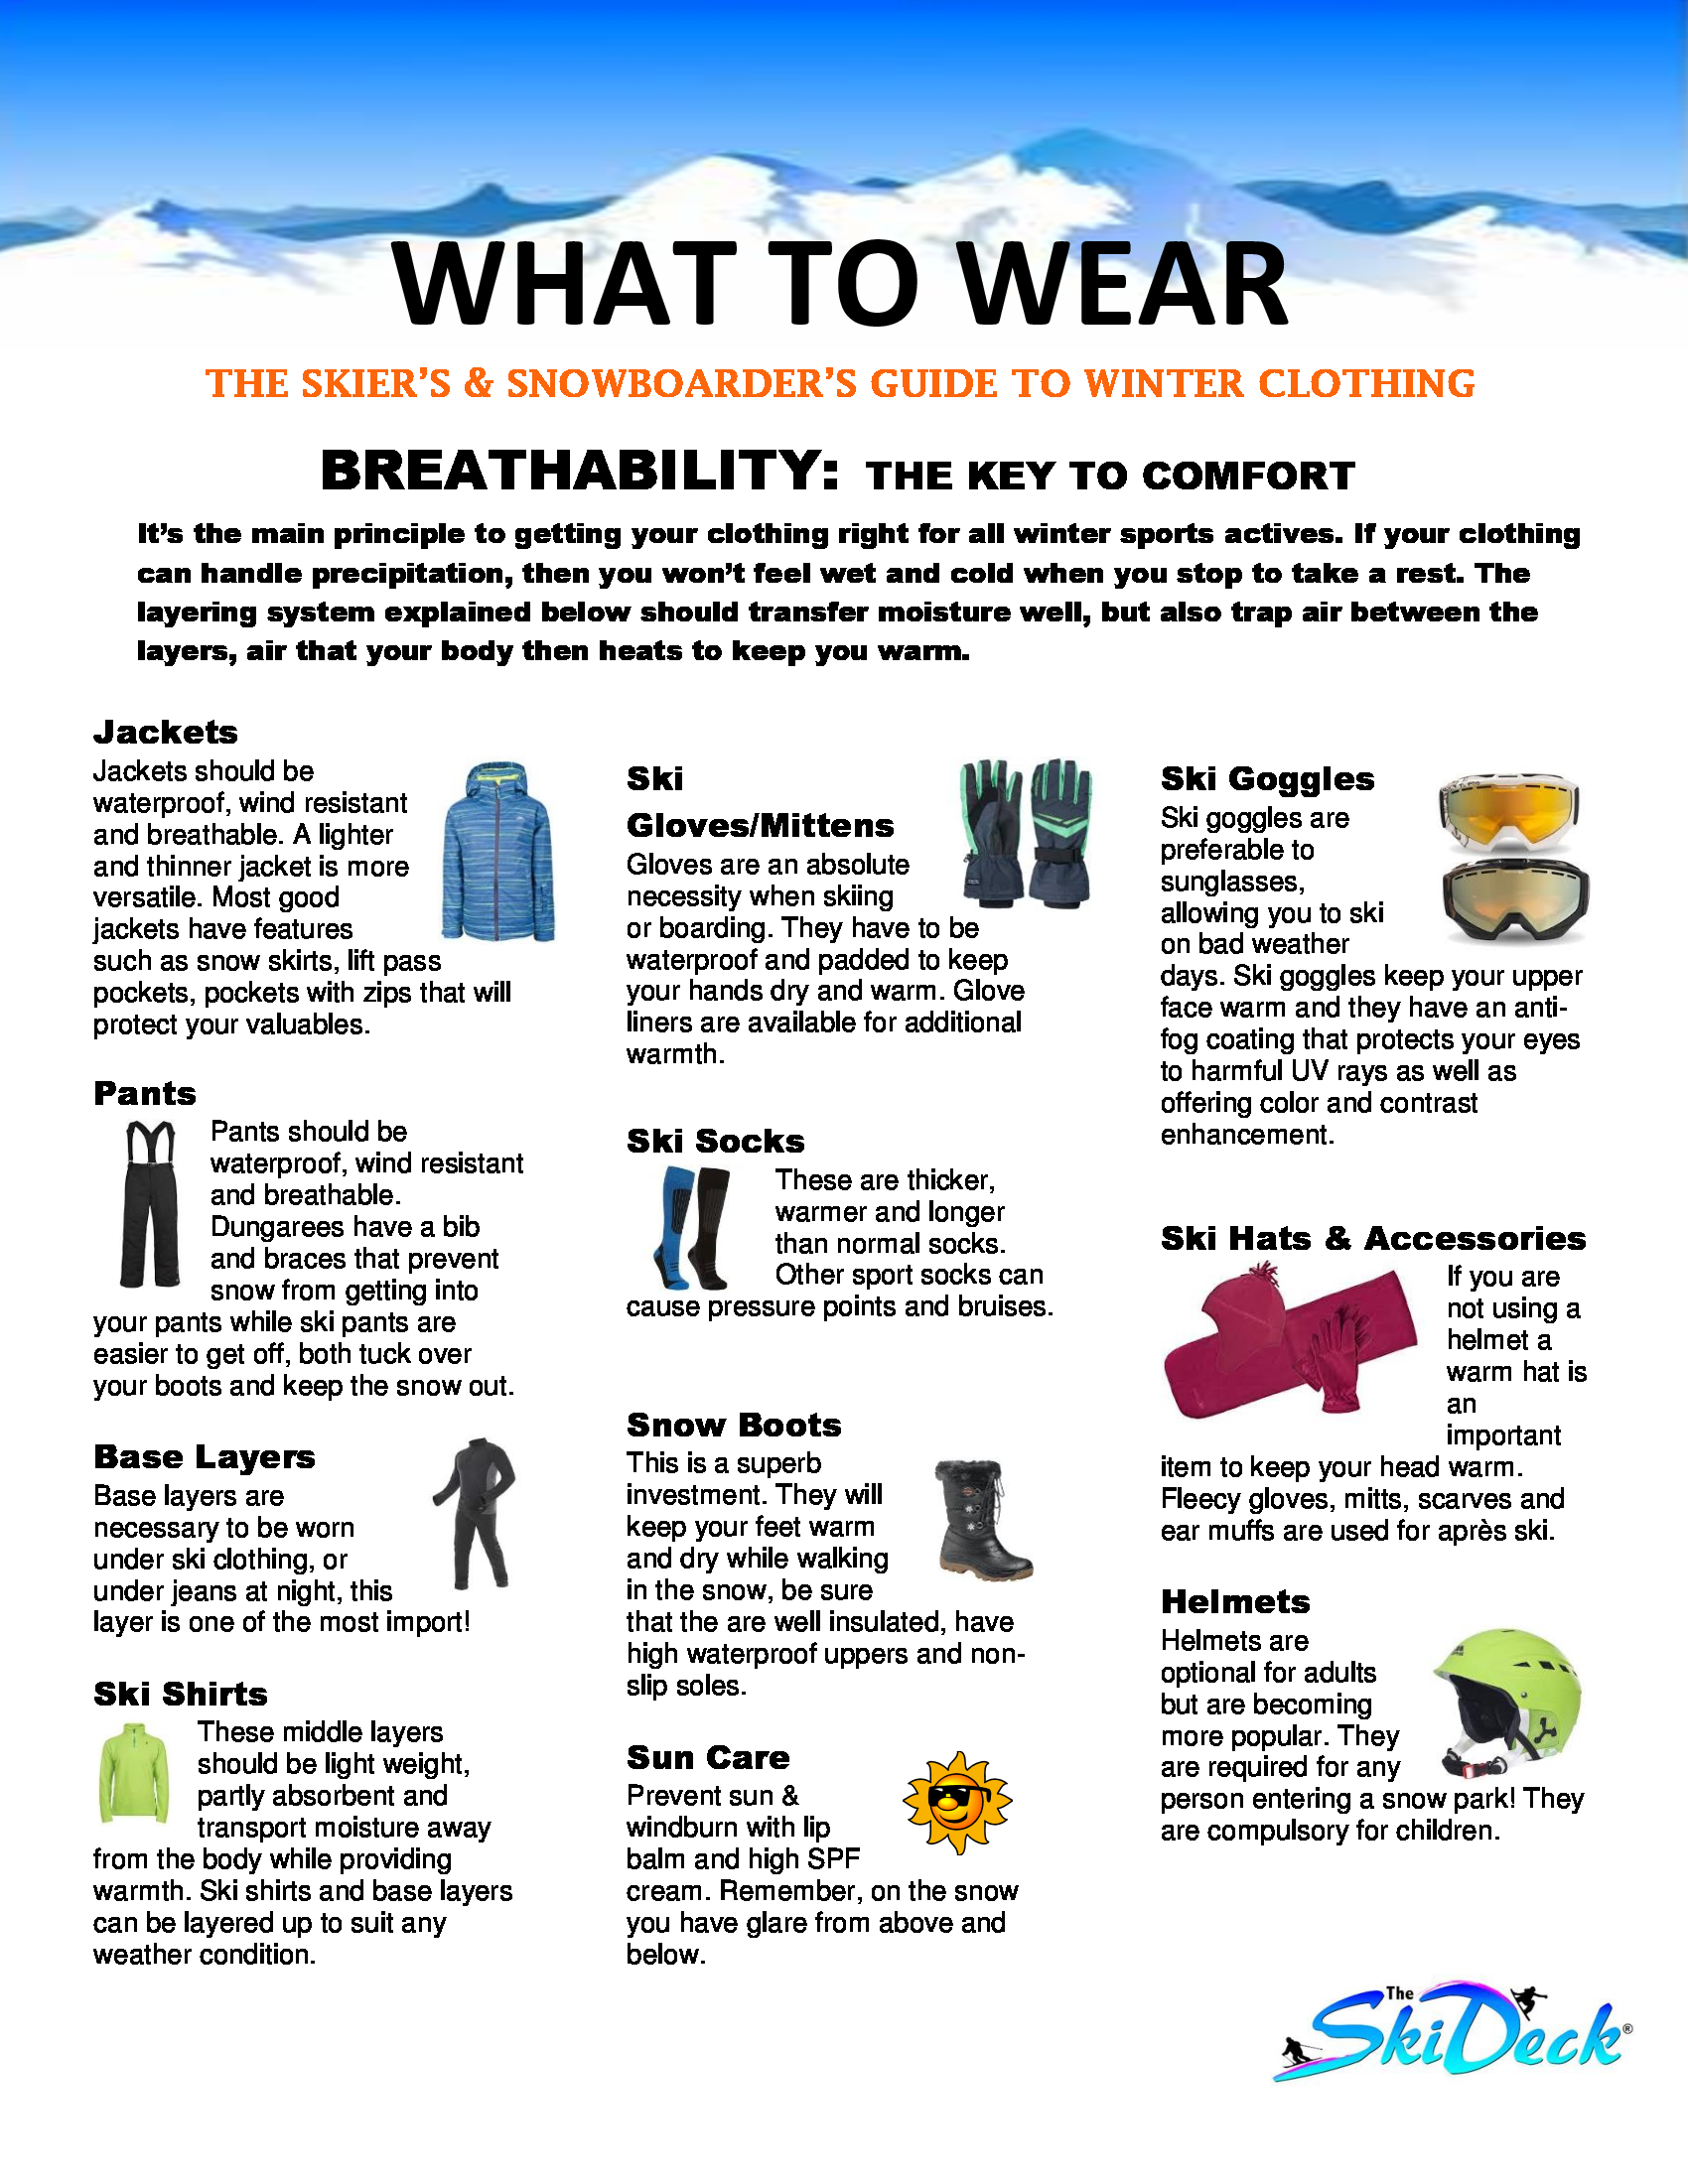 WHAT TO WEAR
THE SKIER’S & SNOWBOARDER’S GUIDE TO WINTER CLOTHING
BREATHABILITY: THE KEY TO COMFORT
It’s the main principle to getting your clothing right for all winter sports actives. If your clothing
can handle precipitation, then you won’t feel wet and cold when you stop to take a rest. The
layering system explained below should transfer moisture well, but also trap air between the
layers, air that your body then heats to keep you warm.
Jackets
Jackets should be
waterproof, wind resistant
and breathable. A lighter
and thinner jacket is more
versatile. Most good
jackets have features
such as snow skirts, lift pass
pockets, pockets with zips that will
protect your valuables.
Pants
Pants should be
waterproof, wind resistant
and breathable.
Dungarees have a bib
and braces that prevent
snow from getting into
your pants while ski pants are
easier to get off, both tuck over
your boots and keep the snow out.
Base Layers
Base layers are
necessary to be worn
under ski clothing, or
under jeans at night, this
layer is one of the most import!
Ski Shirts
These middle layers
should be light weight,
partly absorbent and
transport moisture away
from the body while providing
warmth. Ski shirts and base layers
can be layered up to suit any
weather condition.
Ski
Gloves/Mittens
Gloves are an absolute
necessity when skiing
or boarding. They have to be
waterproof and padded to keep
your hands dry and warm. Glove
liners are available for additional
warmth.
Ski Socks
These are thicker,
warmer and longer
than normal socks.
Other sport socks can
cause pressure points and bruises.
Snow Boots
This is a superb
investment. They will
keep your feet warm
and dry while walking
in the snow, be sure
that the are well insulated, have
high waterproof uppers and non-
slip soles.
Sun Care
Prevent sun &
windburn with lip
balm and high SPF
cream. Remember, on the snow
you have glare from above and
below.
Ski Goggles
Ski goggles are
preferable to
sunglasses,
allowing you to ski
on bad weather
days. Ski goggles keep your upper
face warm and they have an anti-
fog coating that protects your eyes
to harmful UV rays as well as
offering color and contrast
enhancement.
Ski Hats & Accessories
If you are
not using a
helmet a
warm hat is
an
important
item to keep your head warm.
Fleecy gloves, mitts, scarves and
ear muffs are used for après ski.
Helmets
Helmets are
optional for adults
but are becoming
more popular. They
are required for any
person entering a snow park! They
are compulsory for children.
The
SkiDeck®